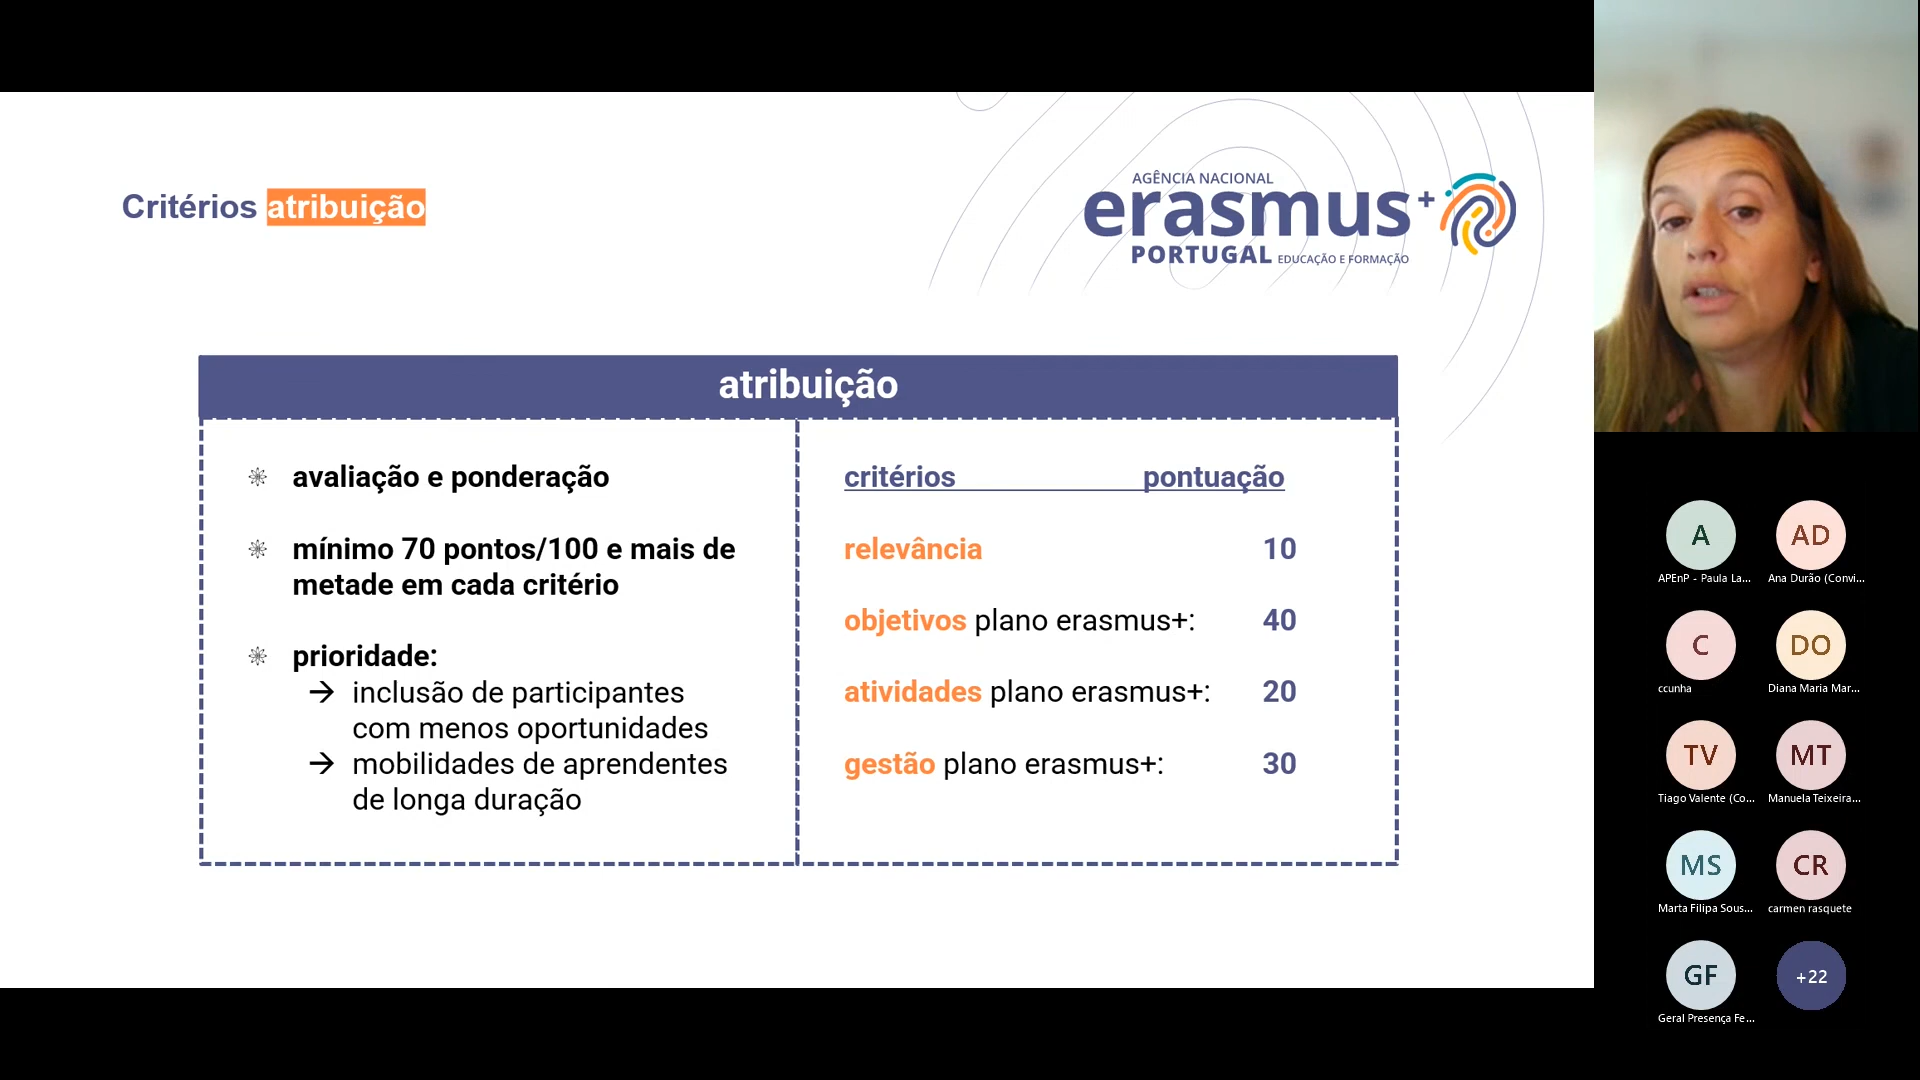 Critérios atribuição
AGÊNCIA NACIONAL
erasmus+
PORTUGAL EDUCAÇÃO E FORMAÇÃO
atribuição
avaliação e ponderação
mínimo 70 pontos/100 e mais de
metade em cada critério
prioridade:
→ inclusão de participantes
com menos oportunidades
→ mobilidades de aprendentes
de longa duração
critérios pontuação
relevância 10
objetivos plano erasmus+: 40
atividades plano erasmus+: 20
gestão plano erasmus+: 30
A
APEnP - Paula La...
AD
Ana Durão (Convi...
C
ccunha
DO
Diana Maria Mar...
TV
Tiago Valente (Co...
MT
Manuela Teixeira...
MS
Marta Filipa Sous...
CR
carmen rasquete
GF
Geral Presença Fe...
+22